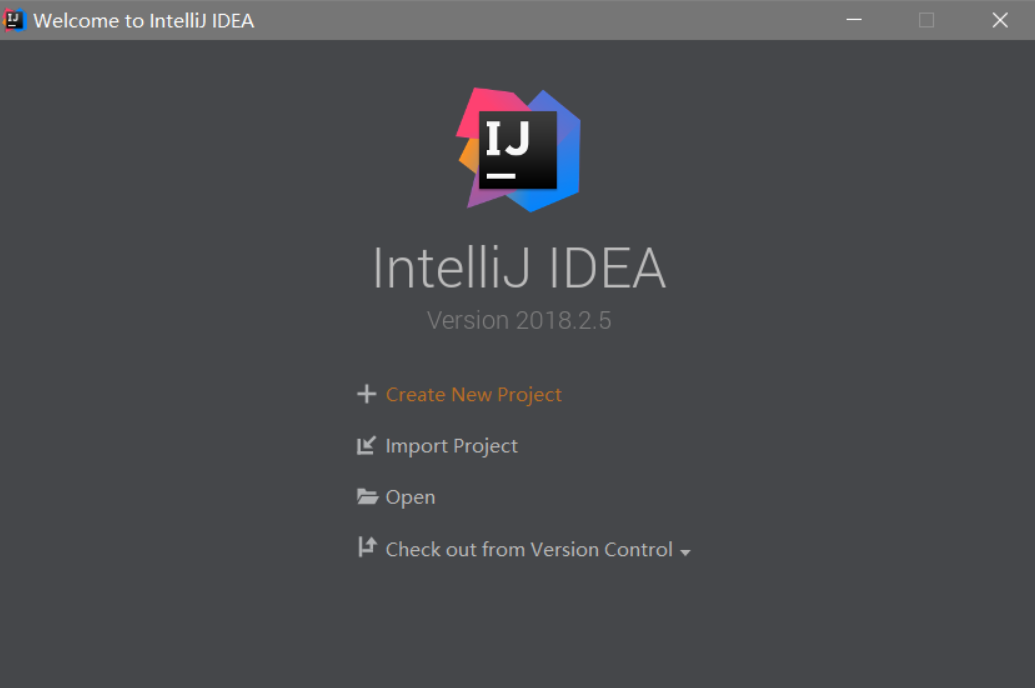 Welcome to IntelliJ IDEA
IJ
IntelliJ IDEA
Version 2018.2.5
Create New Project
Import Project
Open
Check out from Version Control